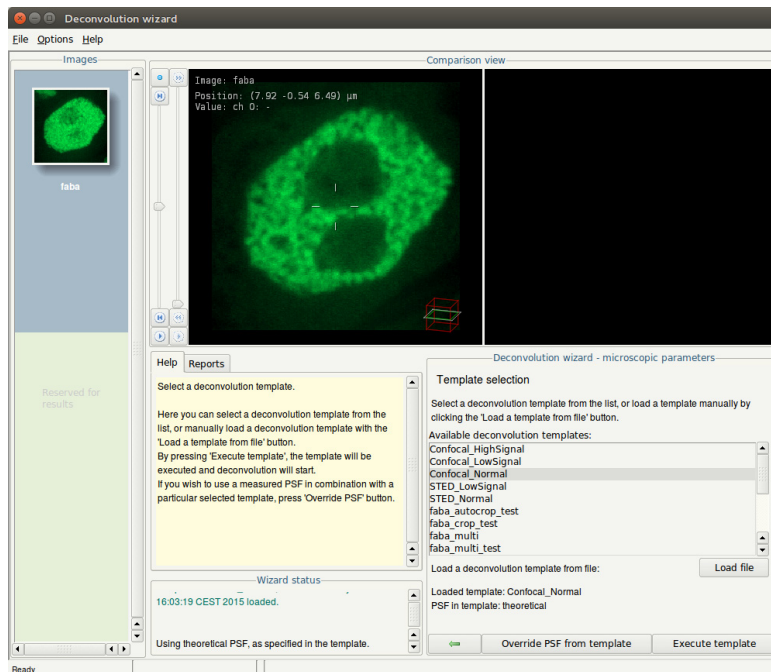 Deconvolution wizard
File Options Help
Images
faba
Reserved for
results
Comparison view
Image: faba
Position: (7.92 -0.54 6.49) µm
Value: ch 0: -
Help Reports
Select a deconvolution template.
Here you can select a deconvolution template from the
list, or manually load a deconvolution template with the
'Load a template from file' button.
By pressing 'Execute template', the template will be
executed and deconvolution will start.
If you wish to use a measured PSF in combination with a
particular selected template, press 'Override PSF' button.
Wizard status
16:03:19 CEST 2015 loaded.
Using theoretical PSF, as specified in the template.
Deconvolution wizard - microscopic parameters
Template selection
Select a deconvolution template from the list, or load a template manually by
clicking the 'Load a template from file' button.
Available deconvolution templates:
Confocal_HighSignal
Confocal_LowSignal
Confocal_Normal
STED_LowSignal
STED_Normal
faba_autocrop_test
faba_crop_test
faba_multi
faba_multi_test
Load a deconvolution template from file:
Load file
Loaded template: Confocal_Normal
PSF in template: theoretical
Override PSF from template
Execute template
Ready